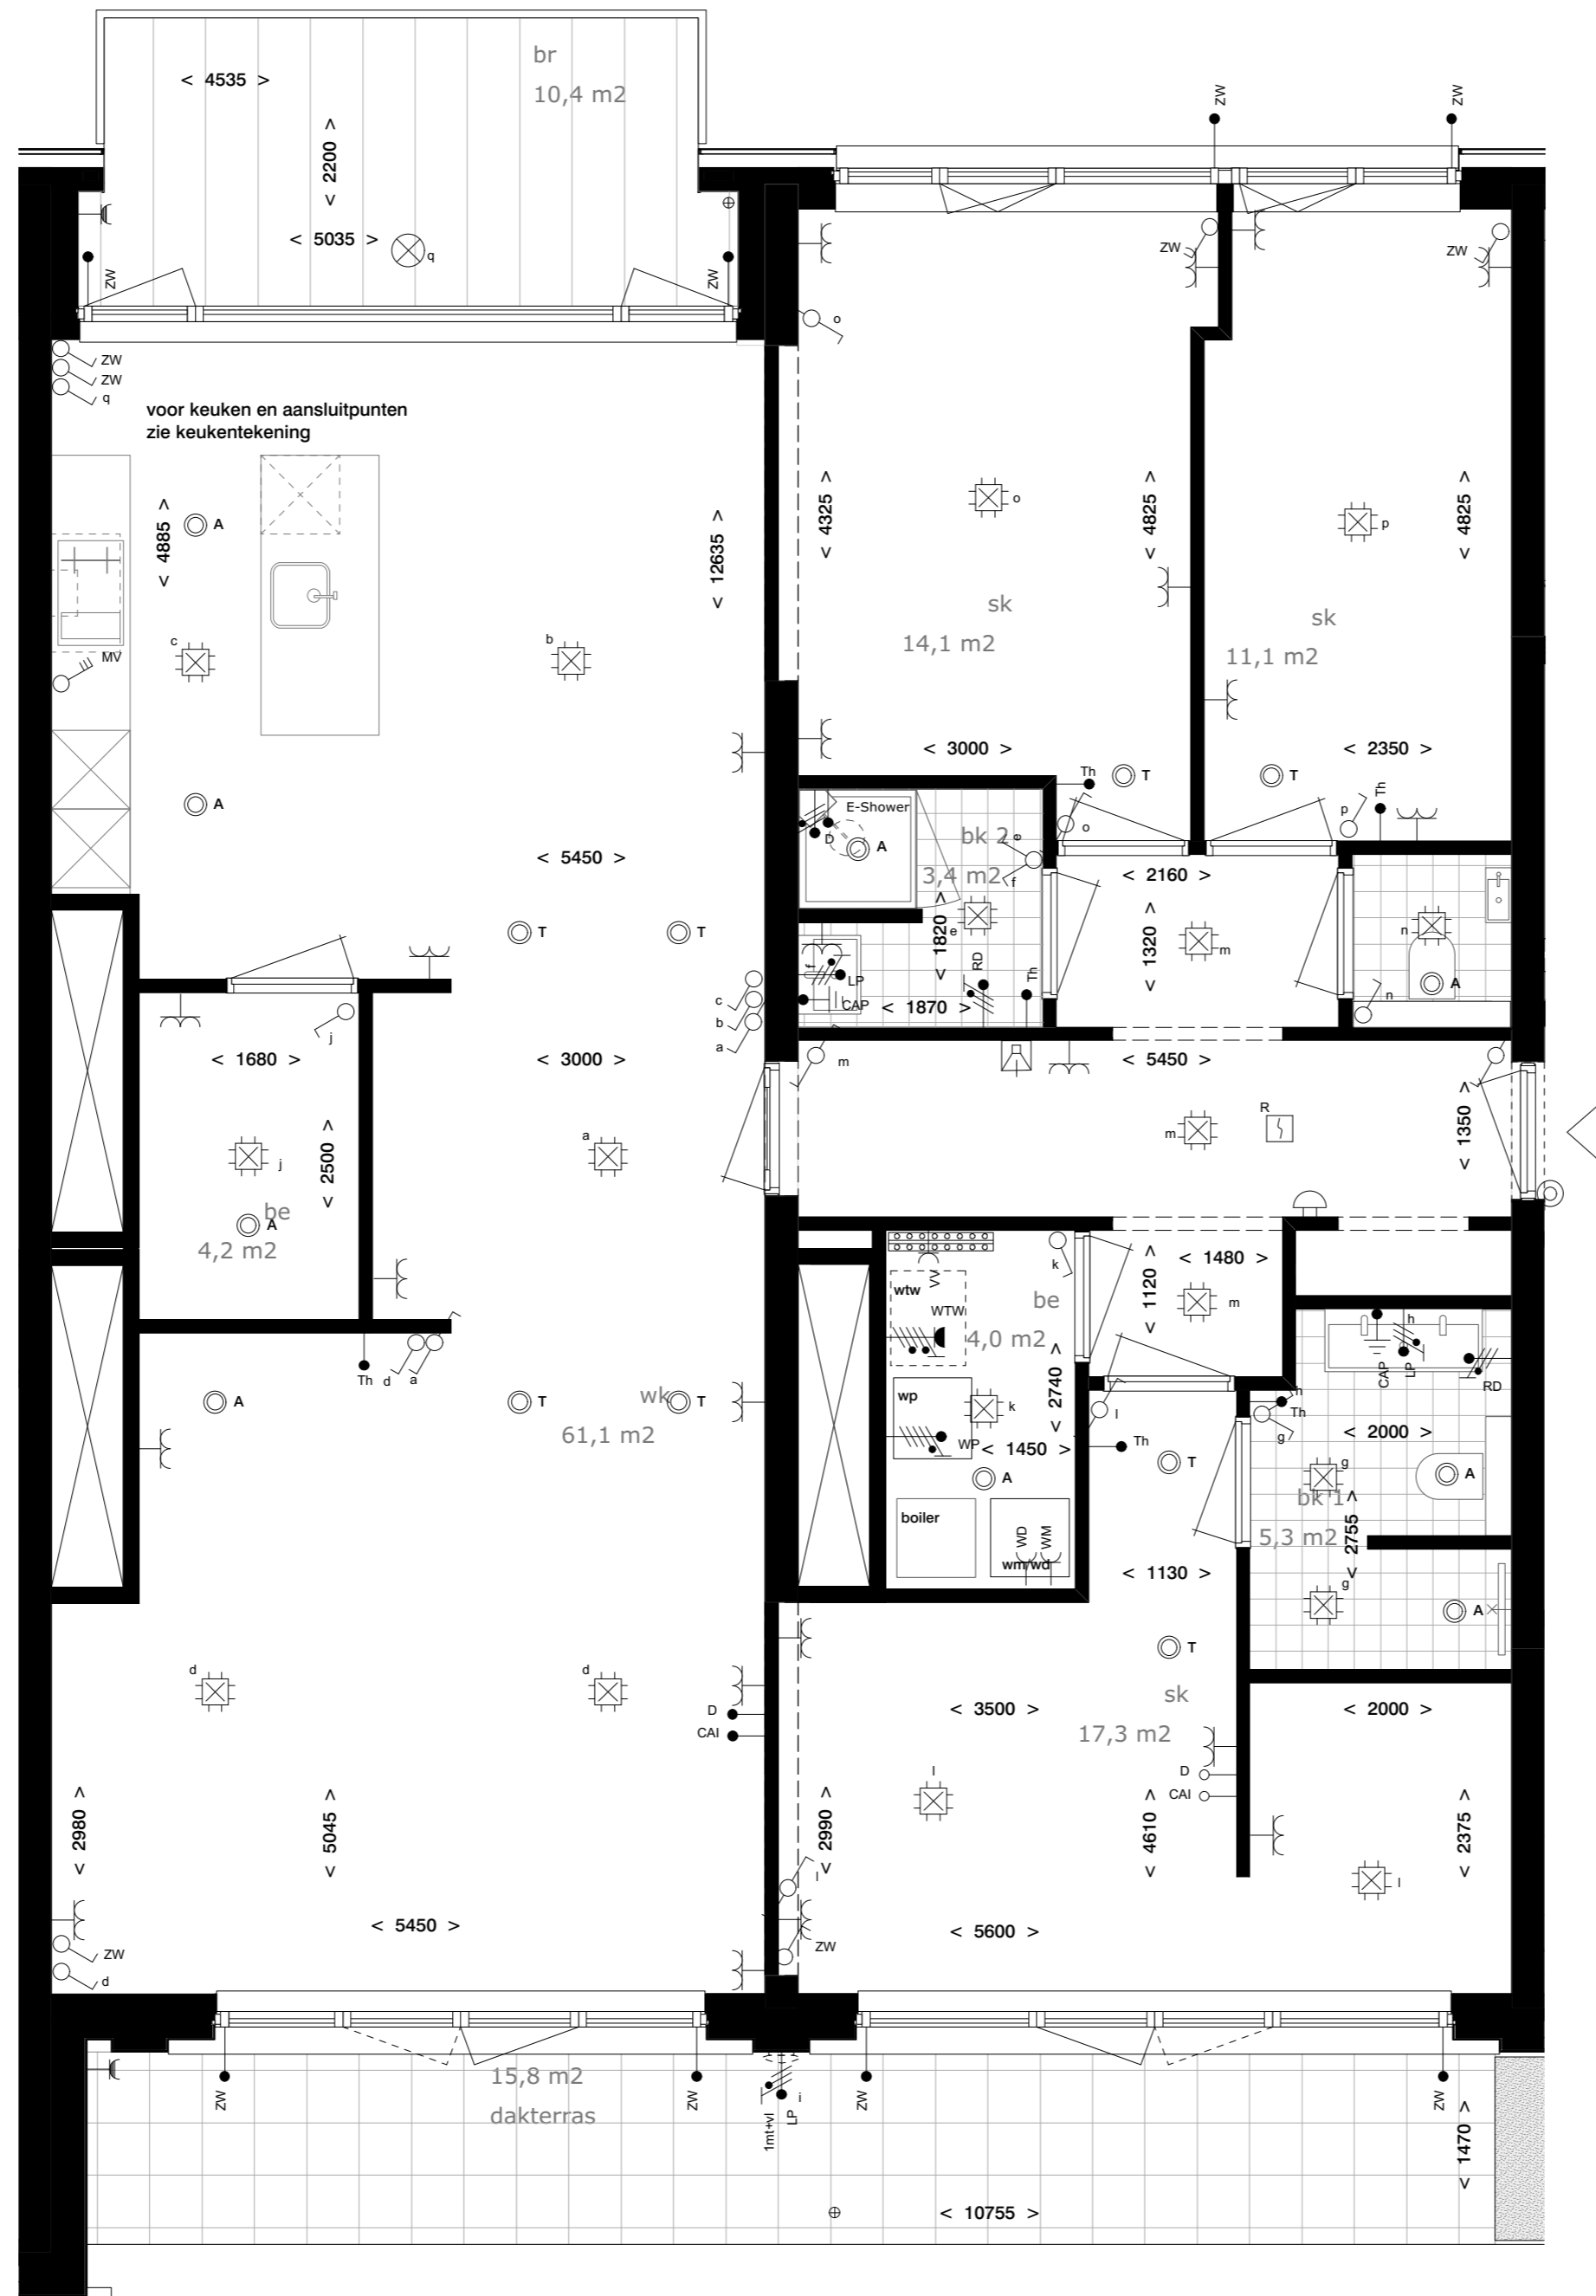 br
10,4 m2
< 4535 >
< 2200 >
< 5035 >
q
ZW
ZW
ZW
ZW
ZW
ZW
o
ZW
ZW
q
voor keuken en aansluitpunten
zie keukentekening
< 4885 >
A
< 12635 >
< 4325 >
o
< 4825 >
p
< 4825 >
sk
14,1 m2
sk
11,1 m2
c
MV
b
< 3000 >
< 2350 >
Th
T
T
Th
A
E-Shower
D
A
bk 2
3,4 m2
e
f
o
p
< 5450 >
< 2160 >
< 1820 >
< 1320 >
e
m
n
A
n
T
T
f
LP
CAP
RD
Th
< 1870 >
c
b
a
j
m
< 1680 >
< 3000 >
< 5450 >
< 1350 >
R
m
a
j
< 2500 >
be
A
4,2 m2
VV
wtw
WTW
k
be
4,0 m2
< 1120 >
< 1480 >
m
h
CAP
LP
RD
Th
d
a
A
T
wk
T
61,1 m2
wp
WP
k
< 2740 >
< 1450 >
A
l
Th
T
h
Th
g
< 2000 >
g
A
bk 1
5,3 m2
< 2755 >
boiler
WD
WM
wm/wd
< 1130 >
g
A
T
d
d
D
CAI
< 3500 >
sk
17,3 m2
< 2000 >
D
CAI
l
< 2980 >
< 5045 >
< 2990 >
< 4610 >
< 2375 >
l
l
< 5450 >
< 5600 >
ZW
d
ZW
15,8 m2
dakterras
ZW
ZW
1mt+vl
LP
i
ZW
ZW
< 1470 >
< 10755 >